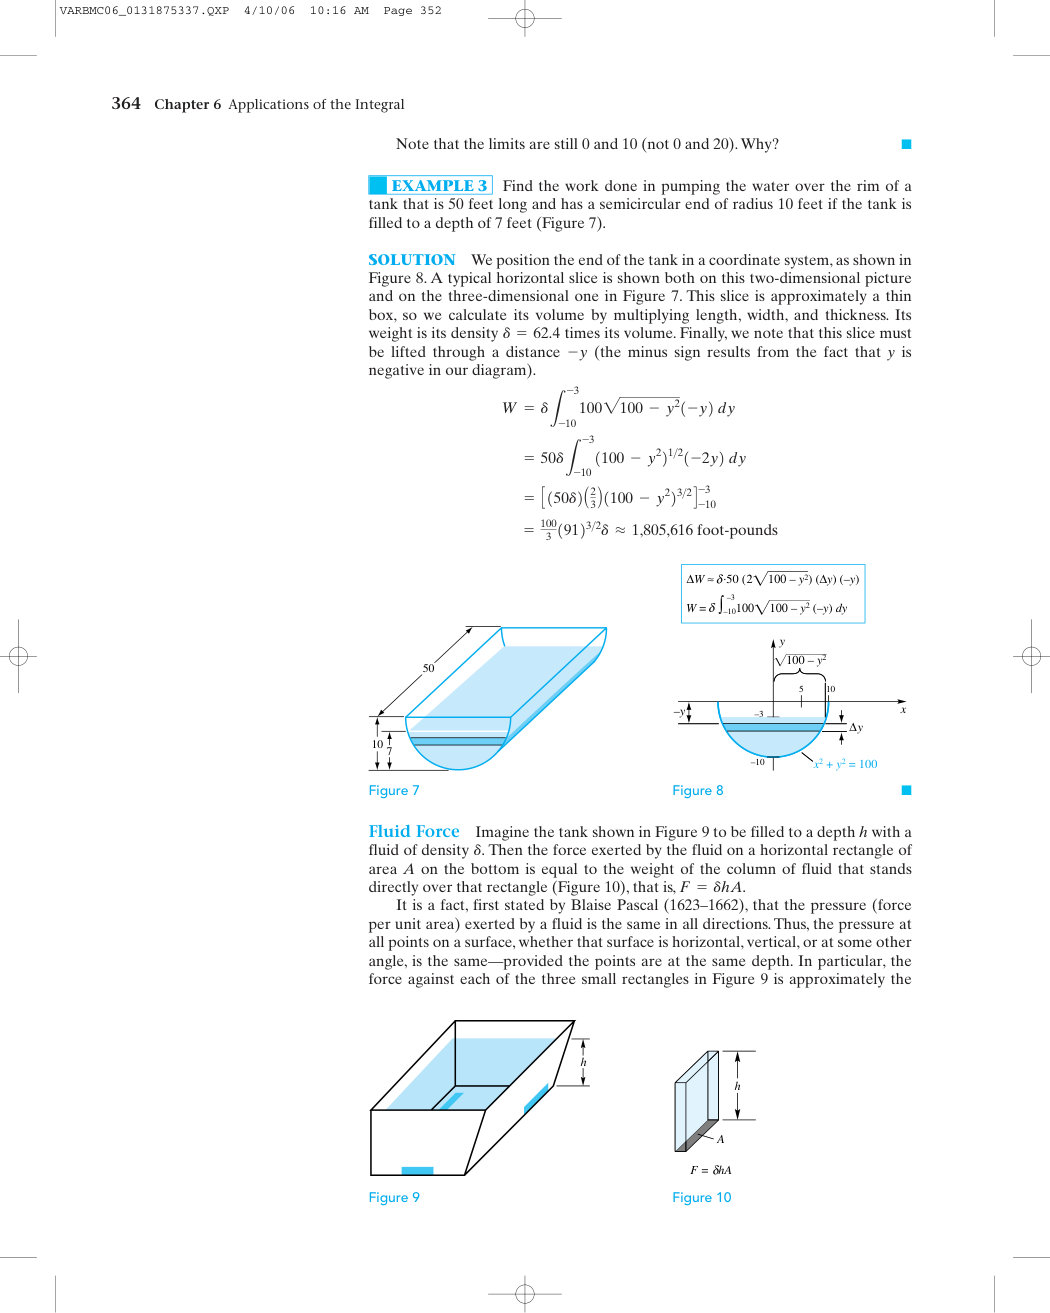 VARBMC06_0131875337.QXP 4/10/06 10:16 AM Page 352
364 Chapter 6 Applications of the Integral
Note that the limits are still 0 and 10 (not 0 and 20). Why?
EXAMPLE 3 Find the work done in pumping the water over the rim of a
tank that is 50 feet long and has a semicircular end of radius 10 feet if the tank is
filled to a depth of 7 feet (Figure 7).
SOLUTION We position the end of the tank in a coordinate system, as shown in
Figure 8. A typical horizontal slice is shown both on this two-dimensional picture
and on the three-dimensional one in Figure 7. This slice is approximately a thin
box, so we calculate its volume by multiplying length, width, and thickness. Its
weight is its density δ = 62.4 times its volume. Finally, we note that this slice must
be lifted through a distance −y (the minus sign results from the fact that y is
negative in our diagram).
W = δ∫₋₁₀⁻³ 100√(100 − y²)(−y) dy
= 50δ∫₋₁₀⁻³ (100 − y²)^{1/2}(−2y) dy
= [(50δ)(2/3)(100 − y²)^{3/2}]₋₁₀⁻³
= 100/3 (91)^{3/2}δ ≈ 1,805,616 foot-pounds
ΔW ≈ δ·50 (2√(100 – y²)) (Δy) (–y)
W = δ ∫₋₁₀⁻³ 100√(100 – y²) (–y) dy
50
10
7
y
√(100 – y²)
5
10
x
–y
–3
Δy
–10
x² + y² = 100
Figure 7
Figure 8
Fluid Force Imagine the tank shown in Figure 9 to be filled to a depth h with a
fluid of density δ. Then the force exerted by the fluid on a horizontal rectangle of
area A on the bottom is equal to the weight of the column of fluid that stands
directly over that rectangle (Figure 10), that is, F = δhA.
It is a fact, first stated by Blaise Pascal (1623–1662), that the pressure (force
per unit area) exerted by a fluid is the same in all directions. Thus, the pressure at
all points on a surface, whether that surface is horizontal, vertical, or at some other
angle, is the same—provided the points are at the same depth. In particular, the
force against each of the three small rectangles in Figure 9 is approximately the
h
h
A
F = δhA
Figure 9
Figure 10